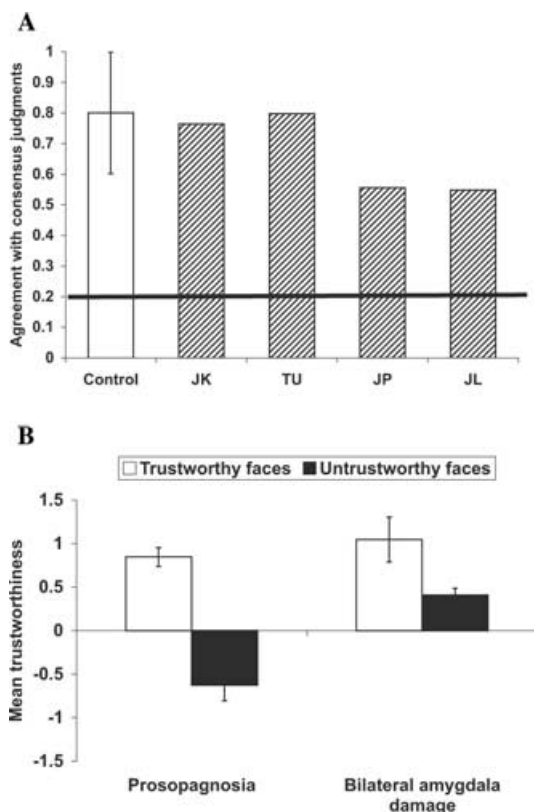 A
Agreement with consensus judgments
1
0.9
0.8
0.7
0.6
0.5
0.4
0.3
0.2
0.1
0
Control JK TU JP JL
B
Trustworthy faces Untrustworthy faces
Mean trustworthiness
1.5
1
0.5
0
-0.5
-1
-1.5
Prosopagnosia Bilateral amygdala
damage